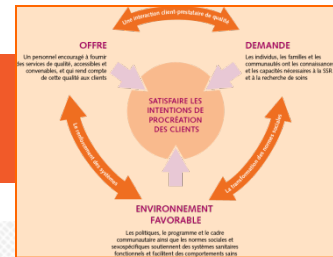 Une interaction client-prestataire de qualité
OFFRE
Un personnel encouragé à fournir
les services de qualité, accessibles et
convenables, et qui rend compte
de cette qualité aux clients
DEMANDE
Les individus, les familles et les
communautés ont les connaissances
et les capacités nécessaires à la SSR
et à la recherche de soins
SATISFAIRE LES
INTENTIONS DE
PROCRÉATION
DES CLIENTS
Le renforcement des systèmes
La transformation des normes sociales
ENVIRONNEMENT
FAVORABLE
Les politiques, le programme et le cadre
communautaire ainsi que les normes sociales et
sexospécifiques soutiennent des systèmes sanitaires
fonctionnels et facilitent des comportements sains